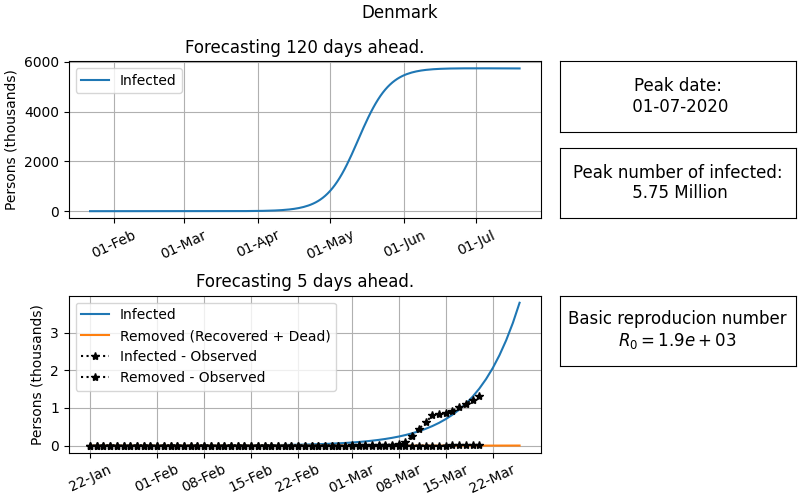 Denmark
Forecasting 120 days ahead.
Persons (thousands)
6000
4000
2000
0
Infected
01-Feb
01-Mar
01-Apr
01-May
01-Jun
01-Jul
Peak date:
01-07-2020
Peak number of infected:
5.75 Million
Forecasting 5 days ahead.
Persons (thousands)
3
2
1
0
Infected
Removed (Recovered + Dead)
Infected - Observed
Removed - Observed
22-Jan
01-Feb
08-Feb
15-Feb
22-Feb
01-Mar
08-Mar
15-Mar
22-Mar
Basic reproducion number
R₀ = 1.9e + 03